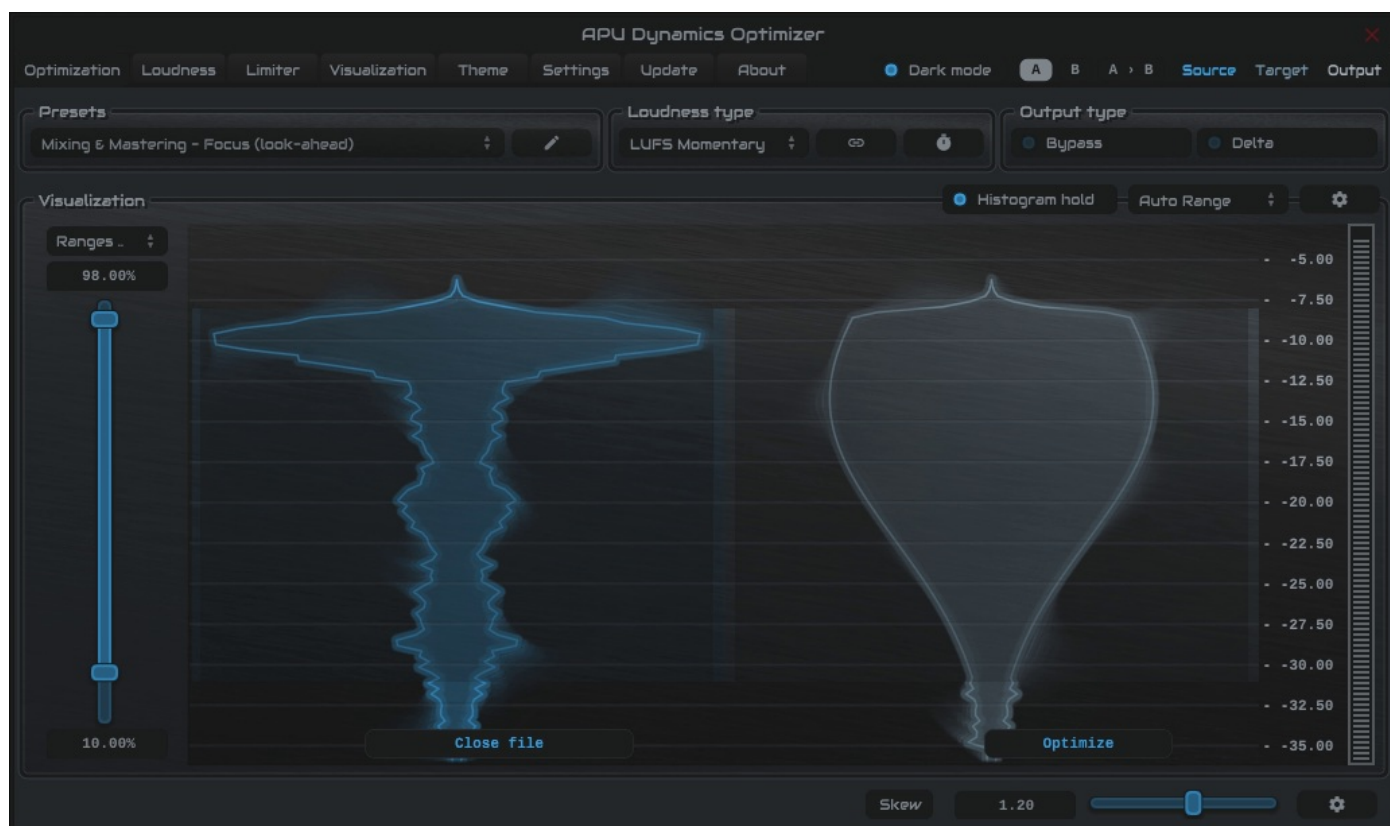 APU Dynamics Optimizer
Optimization Loudness Limiter Visualization Theme Settings Update About Dark mode A B A › B Source Target Output
Presets Loudness type Output type
Mixing & Mastering - Focus (look-ahead) LUFS Momentary Bypass Delta
Visualization Histogram hold Auto Range
Ranges ..
98.00%
- -5.00
- -7.50
- -10.00
- -12.50
- -15.00
- -17.50
- -20.00
- -22.50
- -25.00
- -27.50
- -30.00
- -32.50
10.00% Close file Optimize - -35.00
Skew 1.20